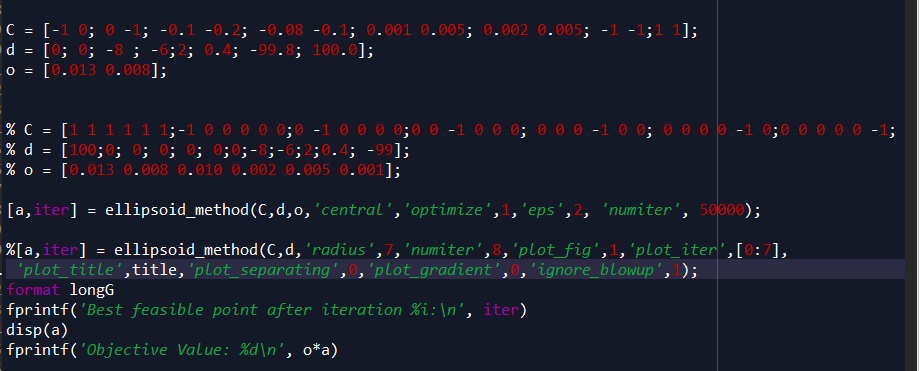 C = [-1 0; 0 -1; -0.1 -0.2; -0.08 -0.1; 0.001 0.005; 0.002 0.005; -1 -1;1 1];
d = [0; 0; -8 ; -6;2; 0.4; -99.8; 100.0];
o = [0.013 0.008];
% C = [1 1 1 1 1 1;-1 0 0 0 0 0;0 -1 0 0 0 0;0 0 -1 0 0 0; 0 0 0 -1 0 0; 0 0 0 0 -1 0;0 0 0 0 0 -1;
% d = [100;0; 0; 0; 0; 0;0;-8;-6;2;0.4; -99];
% o = [0.013 0.008 0.010 0.002 0.005 0.001];
[a,iter] = ellipsoid_method(C,d,o,'central','optimize',1,'eps',2, 'numiter', 50000);
%[a,iter] = ellipsoid_method(C,d,'radius',7,'numiter',8,'plot_fig',1,'plot_iter',[0:7],
'plot_title',title,'plot_separating',0,'plot_gradient',0,'ignore_blowup',1);
format longG
fprintf('Best feasible point after iteration %i:\n', iter)
disp(a)
fprintf('Objective Value: %d\n', o*a)